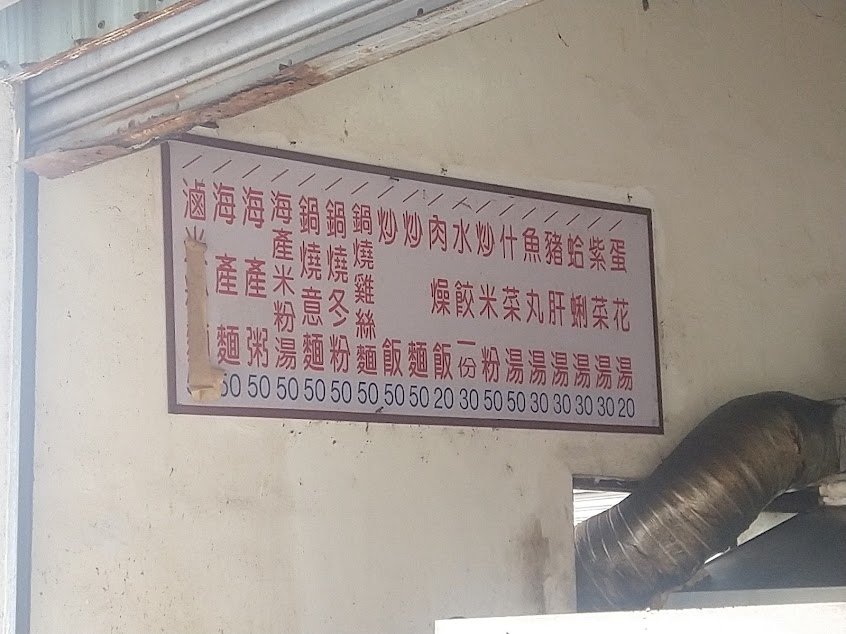 滷
海產麵50
海產粥50
海產米粉湯50
鍋燒意麵50
鍋燒冬粉50
鍋燒雞絲麵50
炒飯50
炒麵50
肉燥飯20
水餃一份30
炒米粉50
什菜湯50
魚丸湯30
豬肝湯30
蛤蜊湯30
紫菜湯30
蛋花湯20